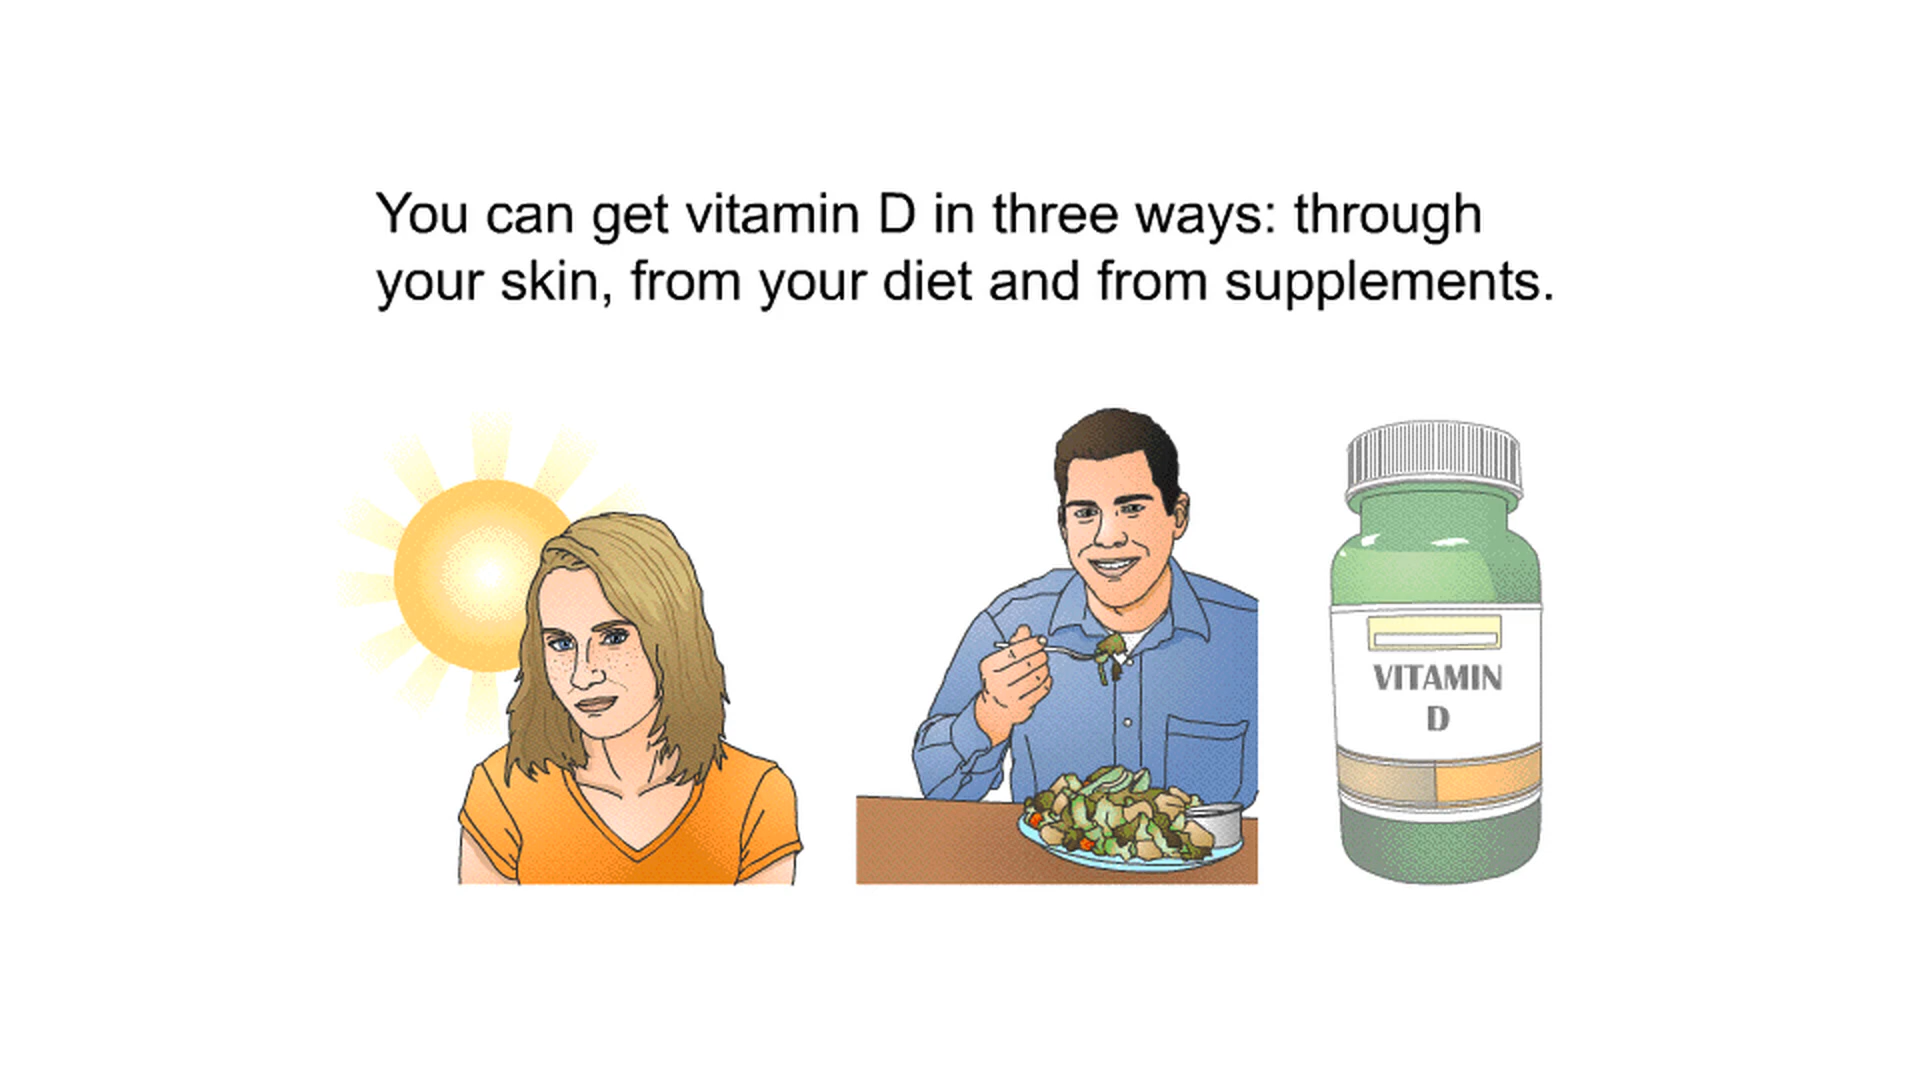 You can get vitamin D in three ways: through
your skin, from your diet and from supplements.
VITAMIN
D